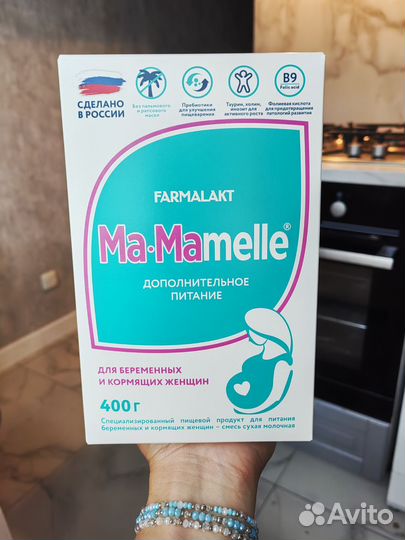 СДЕЛАНО
В РОССИИ
Без пальмового
и рапсового
масел
Пребиотики
для улучшения
пищеварения
Таурин, холин,
инозит для
активного роста
B9
Folic acid
Фолиевая кислота
для предотвращения
патологий развития
FARMALAKT
Ma·Mamelle®
ДОПОЛНИТЕЛЬНОЕ
ПИТАНИЕ
ДЛЯ БЕРЕМЕННЫХ
И КОРМЯЩИХ ЖЕНЩИН
400 г
Специализированный пищевой продукт для питания
беременных и кормящих женщин – смесь сухая молочная
Avito